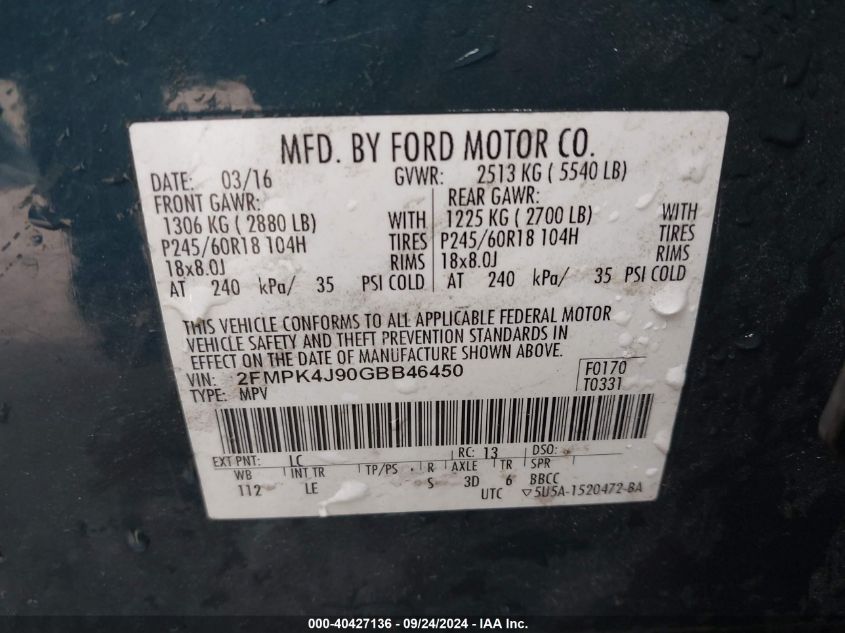 MFD. BY FORD MOTOR CO.
DATE: 03/16 GVWR: 2513 KG ( 5540 LB)
FRONT GAWR: REAR GAWR:
1306 KG ( 2880 LB) WITH 1225 KG ( 2700 LB) WITH
P245/60R18 104H TIRES P245/60R18 104H TIRES
18x8.0J RIMS 18x8.0J RIMS
AT 240 kPa/ 35 PSI COLD AT 240 kPa/ 35 PSI COLD
THIS VEHICLE CONFORMS TO ALL APPLICABLE FEDERAL MOTOR
VEHICLE SAFETY AND THEFT PREVENTION STANDARDS IN
EFFECT ON THE DATE OF MANUFACTURE SHOWN ABOVE.
VIN: 2FMPK4J90GBB46450 F0170
TYPE: MPV T0331
EXT PNT: LC RC: 13 DSO:
WB INT TR TP/PS R AXLE TR SPR
112 LE S 3D 6 BBCC
UTC ▽5U5A-1520472-BA
000-40427136 - 09/24/2024 - IAA Inc.